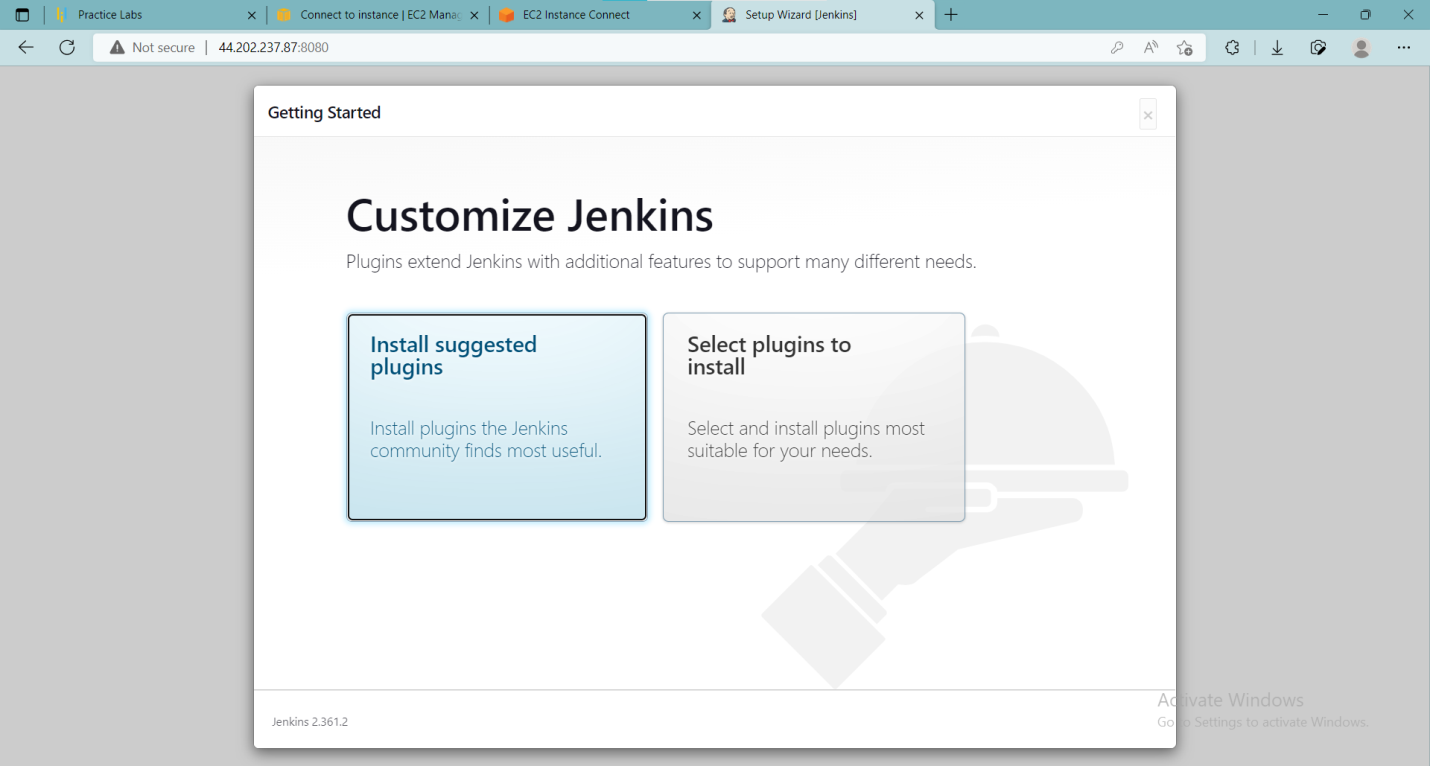 Practice Labs
Connect to instance | EC2 Manag
EC2 Instance Connect
Setup Wizard [Jenkins]
Not secure
44.202.237.87:8080
Getting Started
Customize Jenkins
Plugins extend Jenkins with additional features to support many different needs.
Install suggested
plugins
Install plugins the Jenkins
community finds most useful.
Select plugins to
install
Select and install plugins most
suitable for your needs.
Jenkins 2.361.2
Activate Windows
Go to Settings to activate Windows.